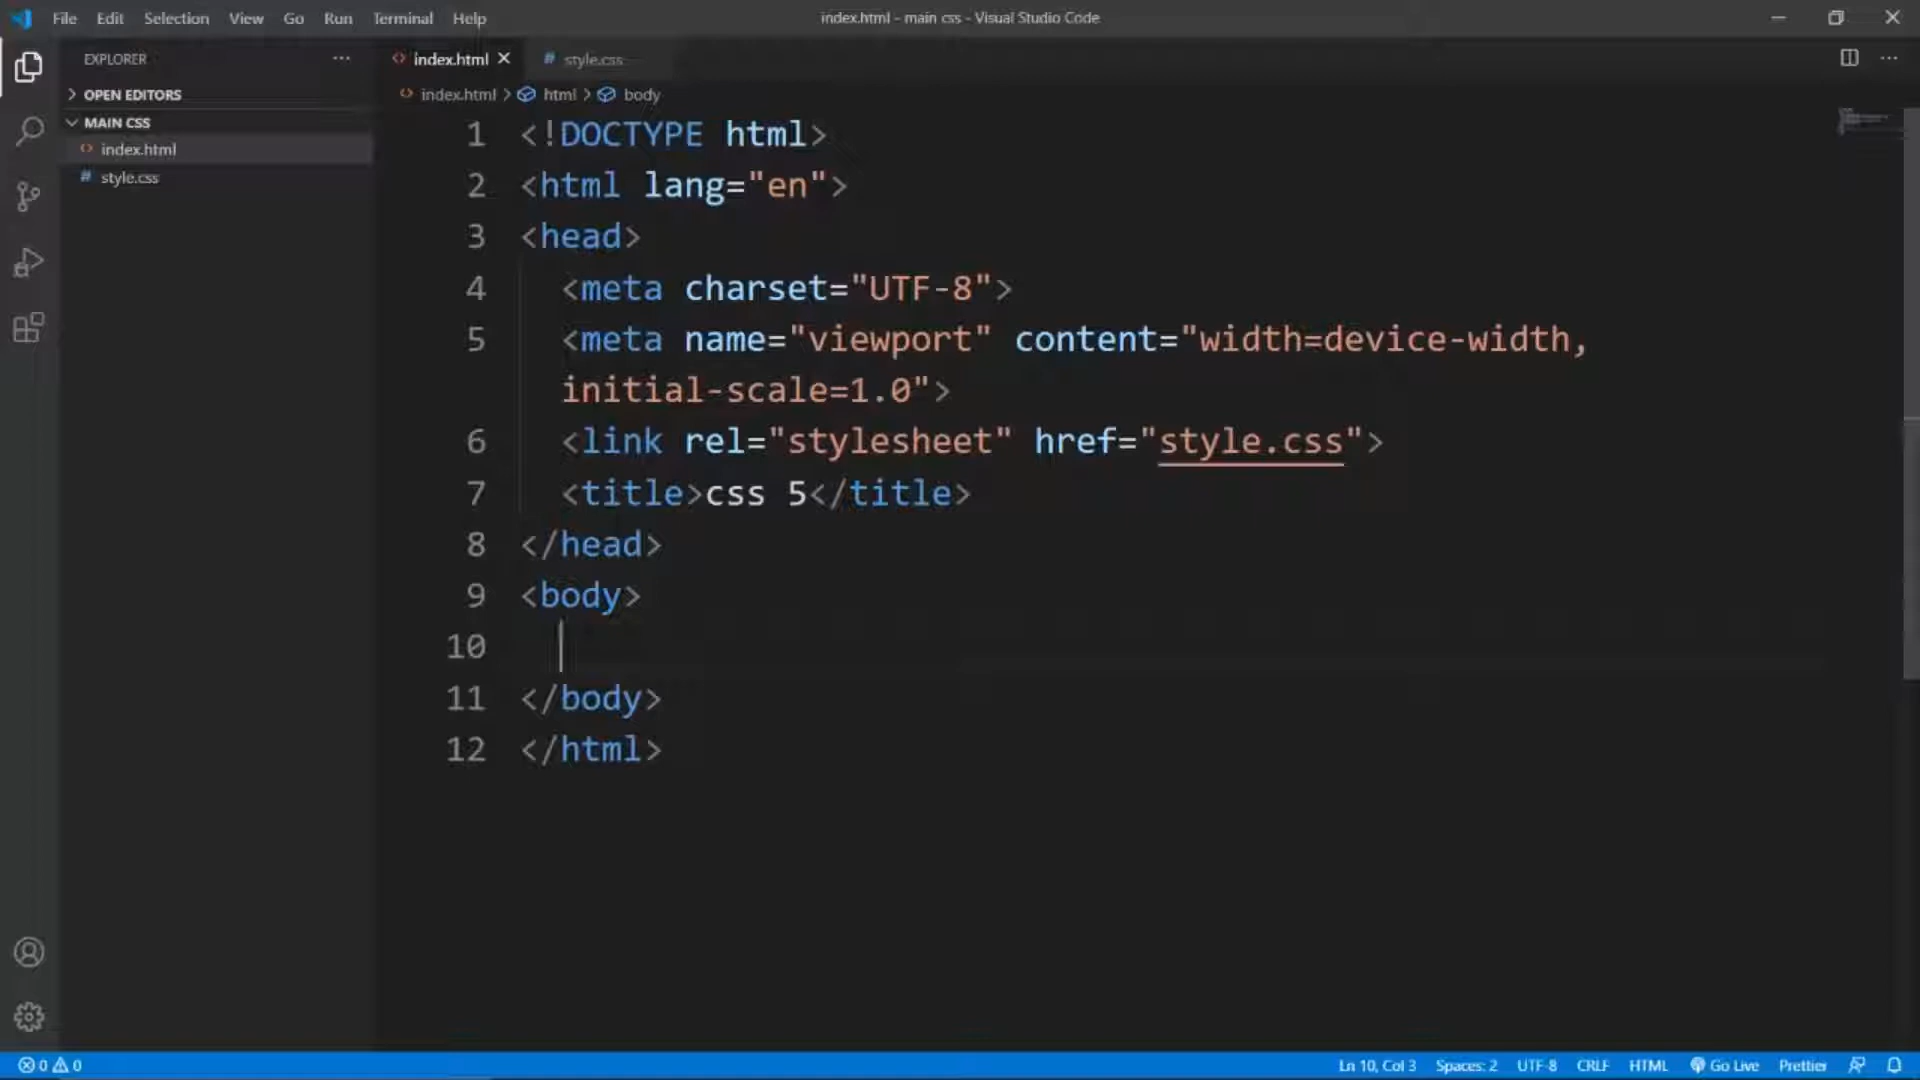 File Edit Selection View Go Run Terminal Help
index.html - main css - Visual Studio Code
EXPLORER
index.html
# style.css
OPEN EDITORS
MAIN CSS
index.html
# style.css
index.html > html > body
1 <!DOCTYPE html>
2 <html lang="en">
3 <head>
4 <meta charset="UTF-8">
5 <meta name="viewport" content="width=device-width,
initial-scale=1.0">
6 <link rel="stylesheet" href="style.css">
7 <title>css 5</title>
8 </head>
9 <body>
10
11 </body>
12 </html>
0 0
Ln 10, Col 3 Spaces: 2 UTF-8 CRLF HTML Go Live Prettier